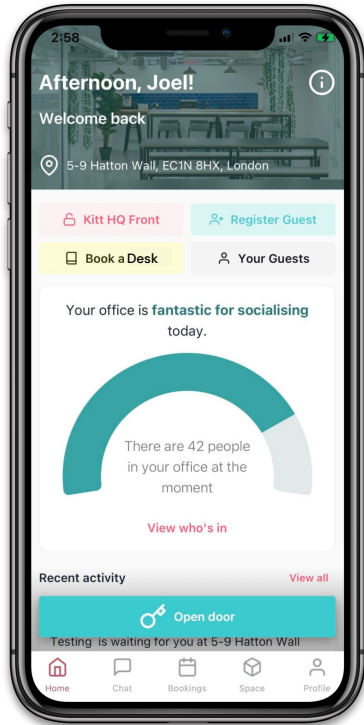 2:58
Afternoon, Joel!
Welcome back
5-9 Hatton Wall, EC1N 8HX, London
Kitt HQ Front
Register Guest
Book a Desk
Your Guests
Your office is fantastic for socialising
today.
There are 42 people
in your office at the
moment
View who's in
Recent activity
View all
Open door
Testing is waiting for you at 5-9 Hatton Wall
Home
Chat
Bookings
Space
Profile